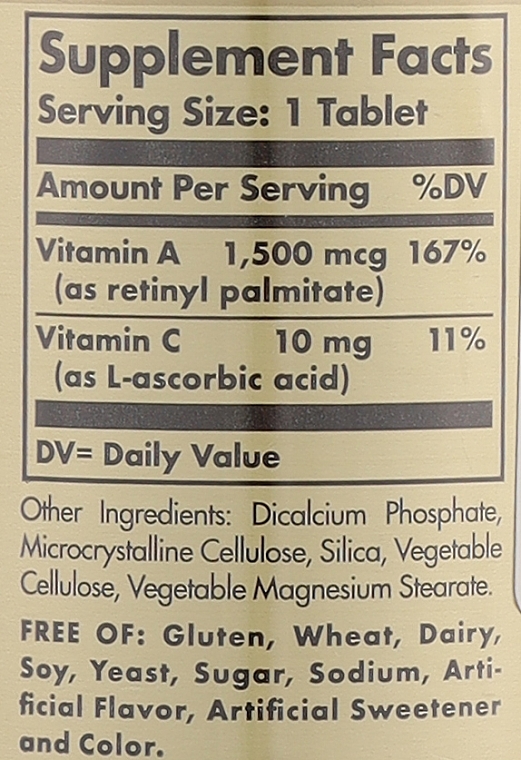 Supplement Facts
Serving Size: 1 Tablet
Amount Per Serving %DV
Vitamin A 1,500 mcg 167%
(as retinyl palmitate)
Vitamin C 10 mg 11%
(as L-ascorbic acid)
DV= Daily Value
Other Ingredients: Dicalcium Phosphate,
Microcrystalline Cellulose, Silica, Vegetable
Cellulose, Vegetable Magnesium Stearate.
FREE OF: Gluten, Wheat, Dairy,
Soy, Yeast, Sugar, Sodium, Arti-
ficial Flavor, Artificial Sweetener
and Color.